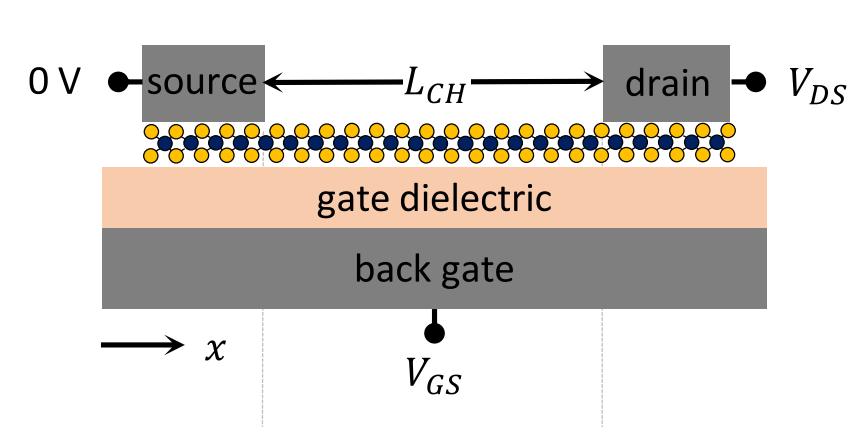 0 V
source
L_CH
drain
V_DS
gate dielectric
back gate
x
V_GS